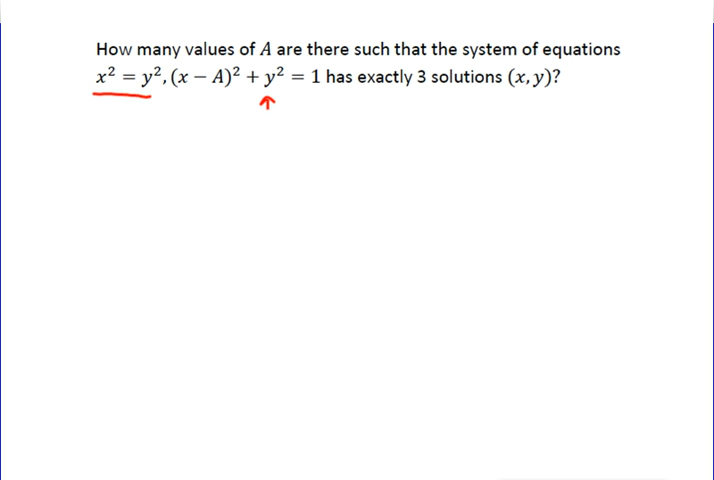 How many values of A are there such that the system of equations
x² = y², (x − A)² + y² = 1 has exactly 3 solutions (x, y)?